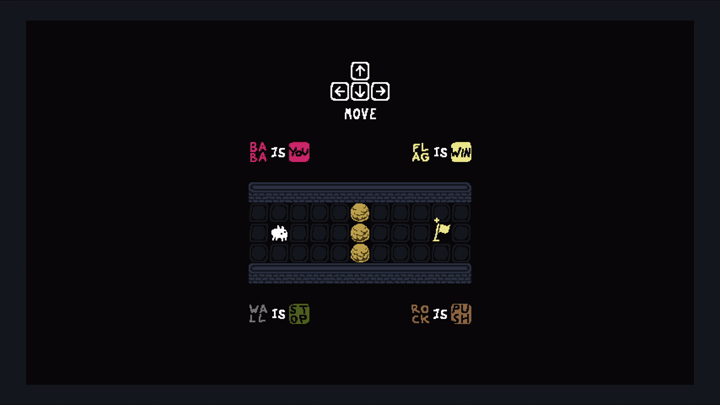 MOVE
BABA IS YOU
FLAG IS WIN
WALL IS STOP
ROCK IS PUSH